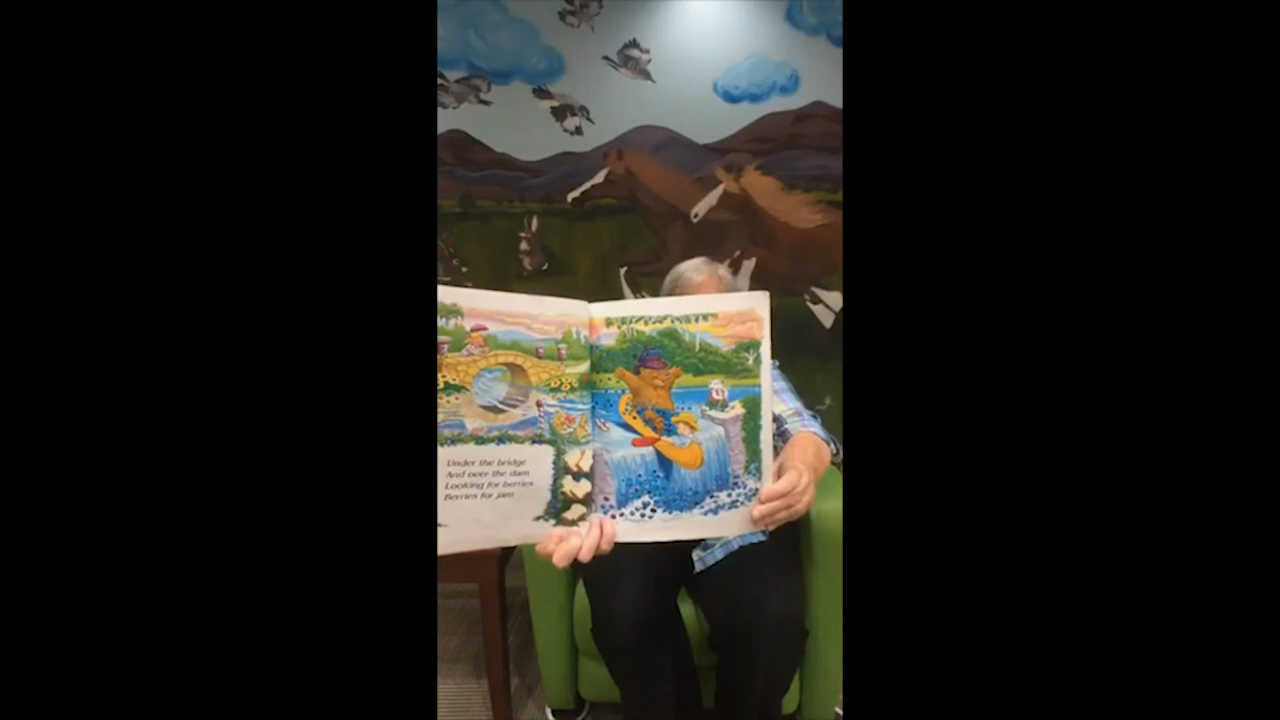 Under the bridge
And over the dam
Looking for berries
Berries for jam